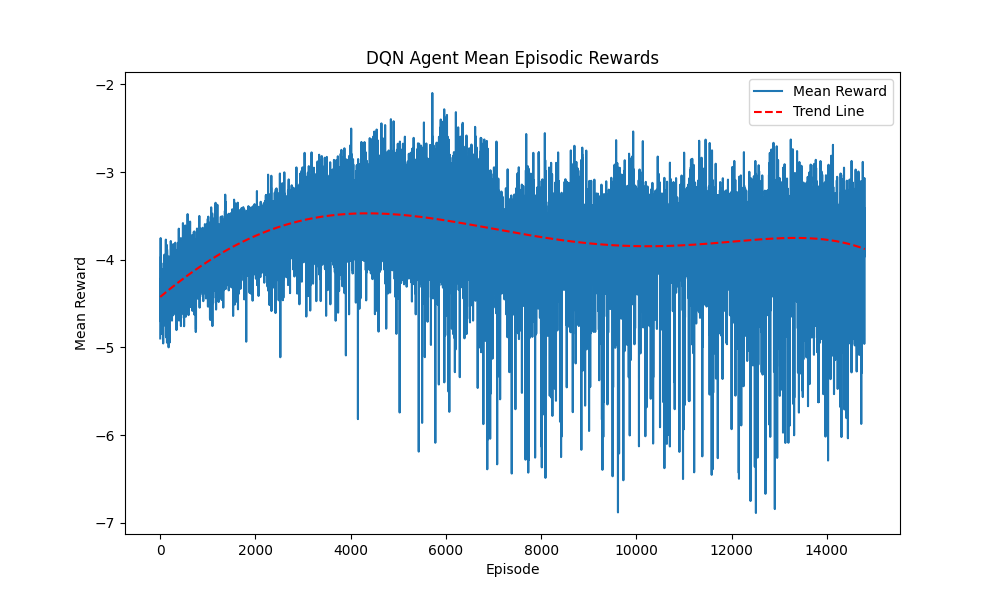 DQN Agent Mean Episodic Rewards
Mean Reward
Trend Line
−2
−3
−4
−5
−6
−7
Mean Reward
0
2000
4000
6000
8000
10000
12000
14000
Episode